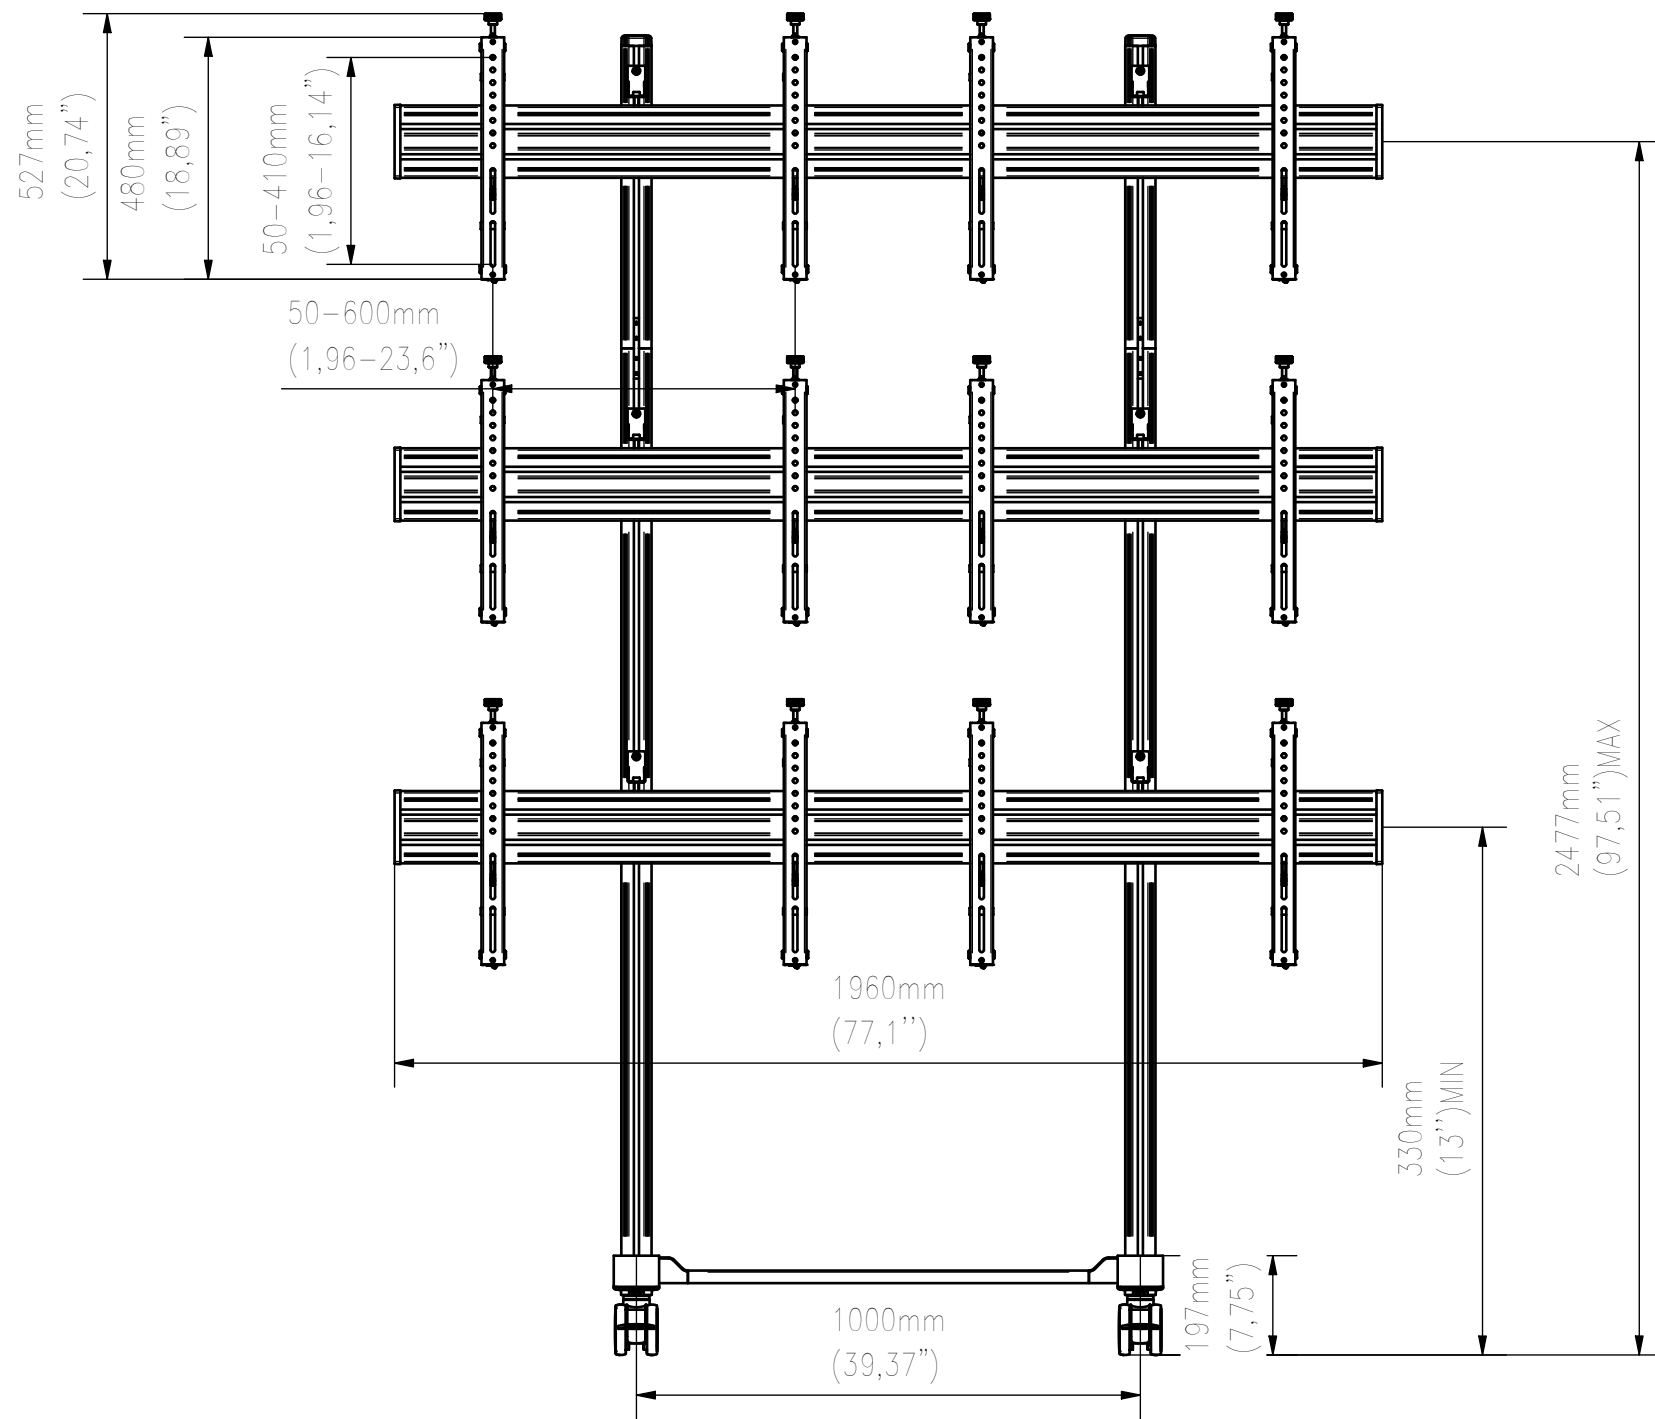 527mm
(20,74")
480mm
(18,89")
50-410mm
(1,96-16,14")
50-600mm
(1,96-23,6")
2477mm
(97,51")MAX
1960mm
(77,1'')
330mm
(13'')MIN
197mm
(7,75")
1000mm
(39,37")